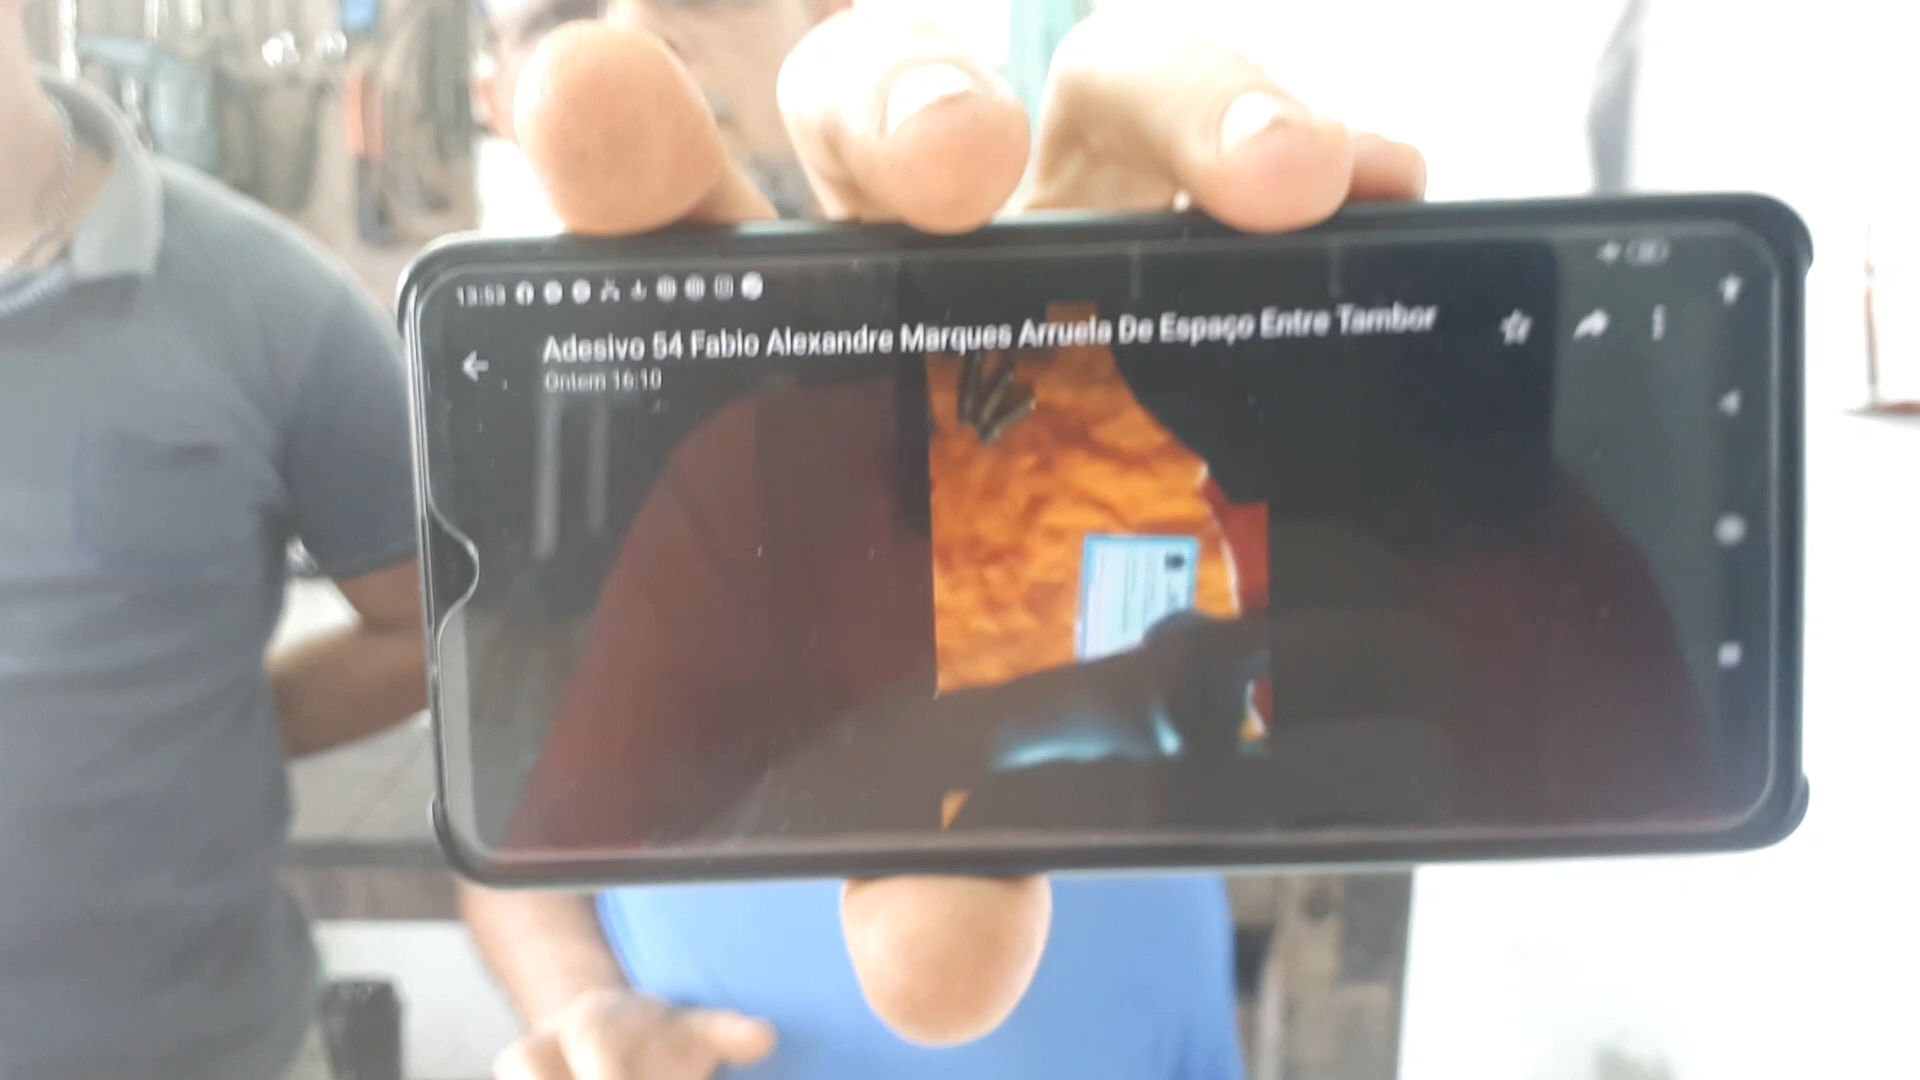 13:53
Adesivo 54 Fabio Alexandre Marques Arruela De Espaço Entre Tambor
Ontem 16:10